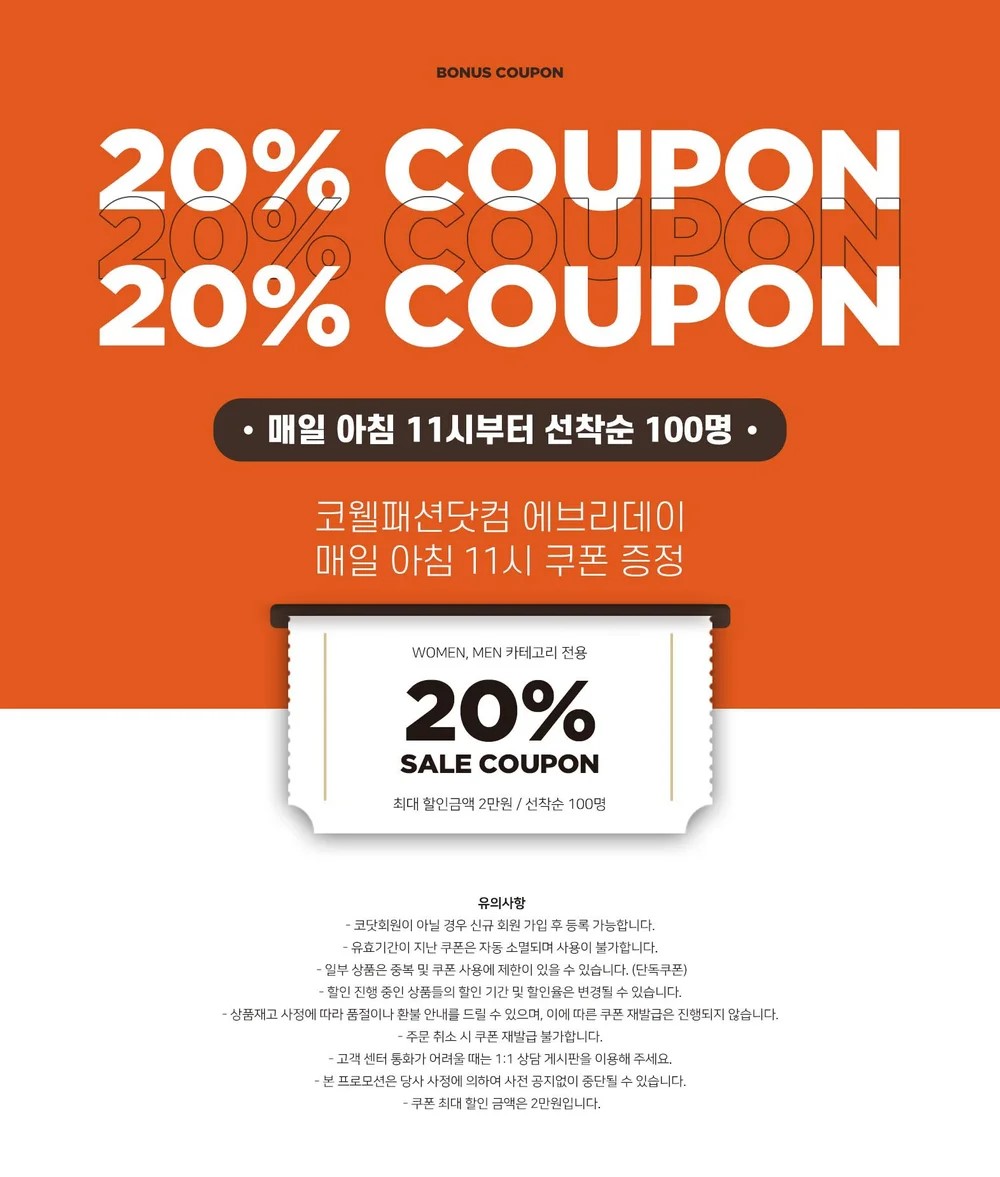 BONUS COUPON
20% COUPON
20% COUPON
20% COUPON
• 매일 아침 11시부터 선착순 100명 •
코웰패션닷컴 에브리데이
매일 아침 11시 쿠폰 증정
WOMEN, MEN 카테고리 전용
20%
SALE COUPON
최대 할인금액 2만원 / 선착순 100명
유의사항
- 코닷회원이 아닐 경우 신규 회원 가입 후 등록 가능합니다.
- 유효기간이 지난 쿠폰은 자동 소멸되며 사용이 불가합니다.
- 일부 상품은 중복 및 쿠폰 사용에 제한이 있을 수 있습니다. (단독쿠폰)
- 할인 진행 중인 상품들의 할인 기간 및 할인율은 변경될 수 있습니다.
- 상품재고 사정에 따라 품절이나 환불 안내를 드릴 수 있으며, 이에 따른 쿠폰 재발급은 진행되지 않습니다.
- 주문 취소 시 쿠폰 재발급 불가합니다.
- 고객 센터 통화가 어려울 때는 1:1 상담 게시판을 이용해 주세요.
- 본 프로모션은 당사 사정에 의하여 사전 공지없이 중단될 수 있습니다.
- 쿠폰 최대 할인 금액은 2만원입니다.